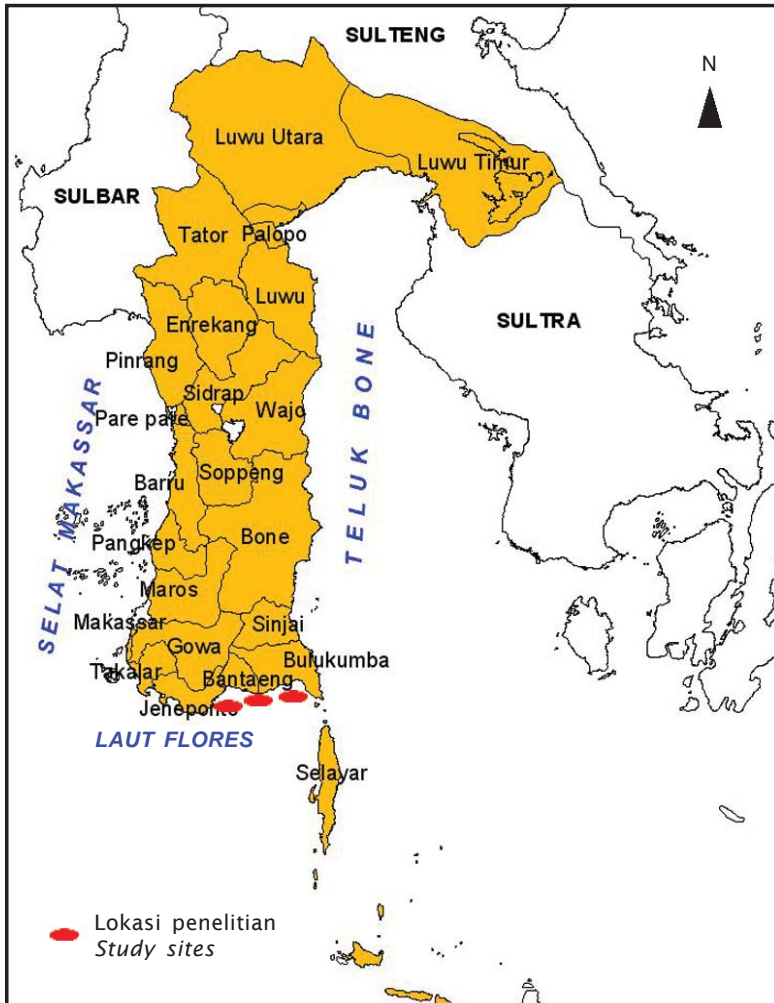 SULTENG
N
Luwu Utara
Luwu Timur
SULBAR
Tator
Palopo
Luwu
Enrekang
SULTRA
Pinrang
Sidrap
Wajo
Pare pare
Soppeng
Barru
SELAT MAKASSAR
TELUK BONE
Bone
Pangkep
Maros
Makassar
Sinjai
Gowa
Bulukumba
Takalar
Bantaeng
Jeneponto
LAUT FLORES
Selayar
Lokasi penelitian
Study sites